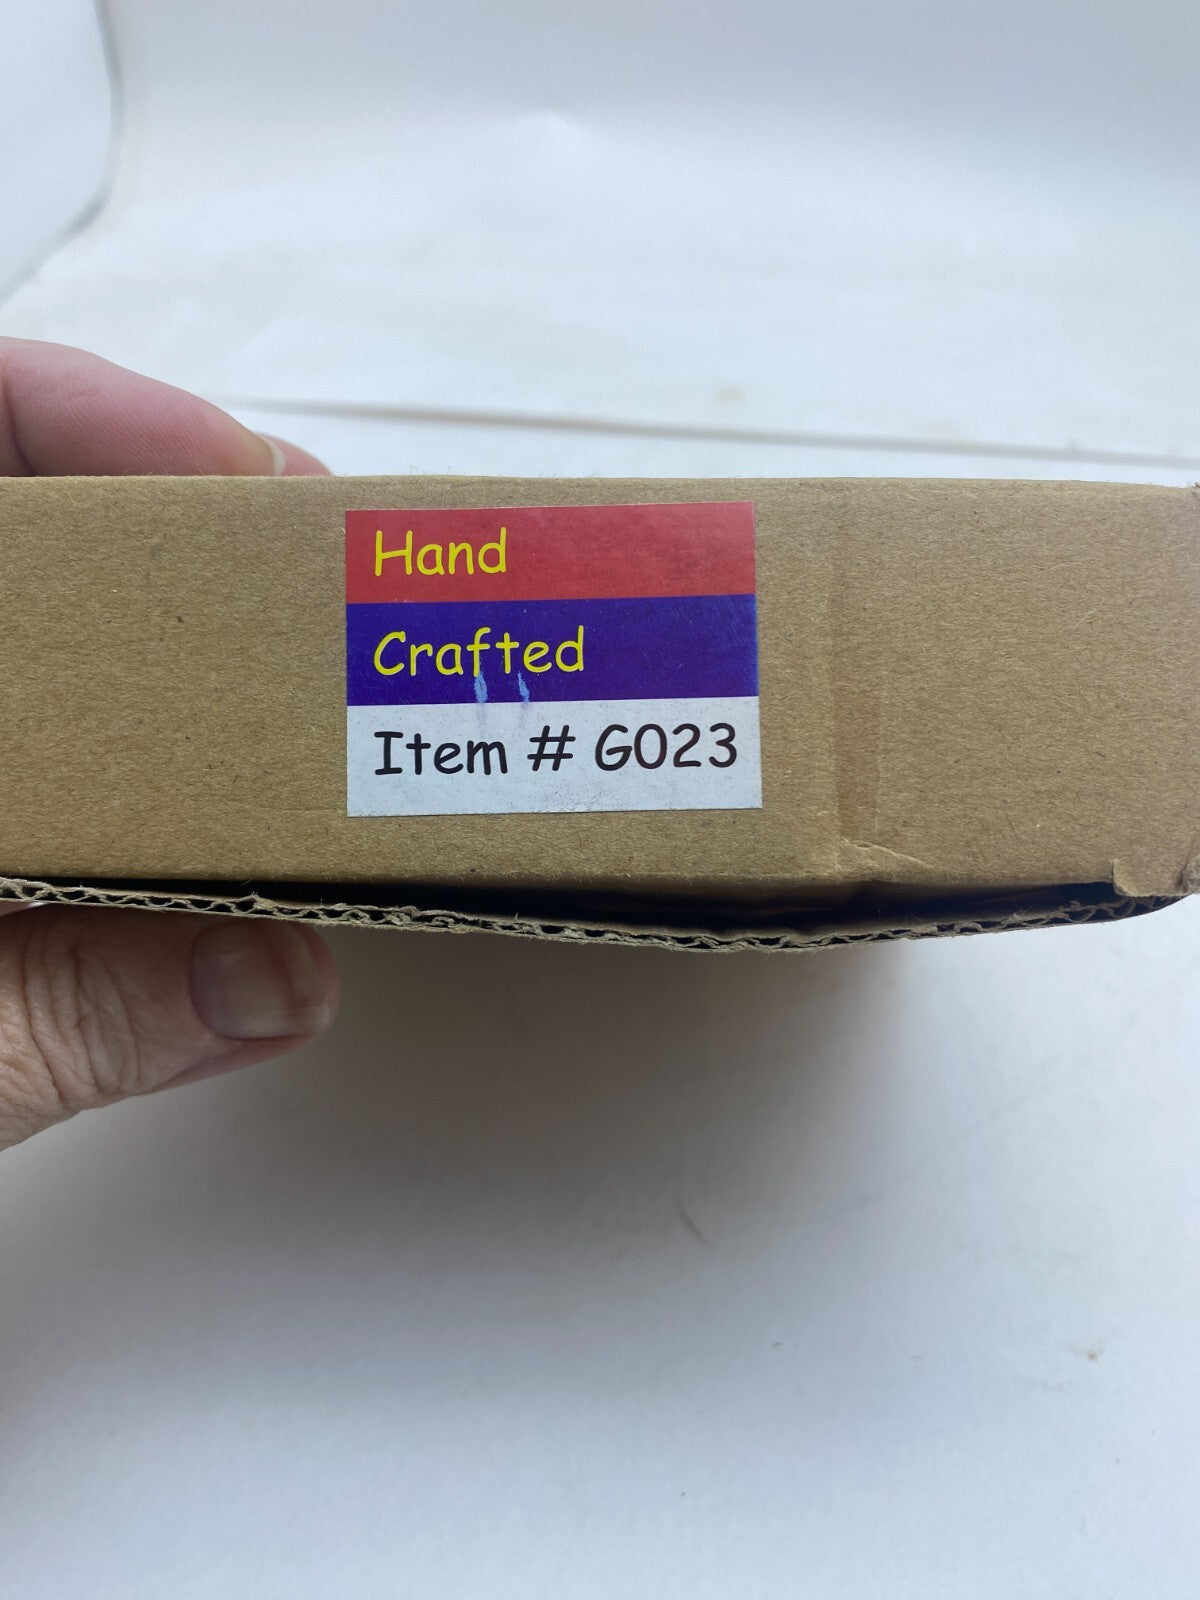 Hand
Crafted
Item # G023